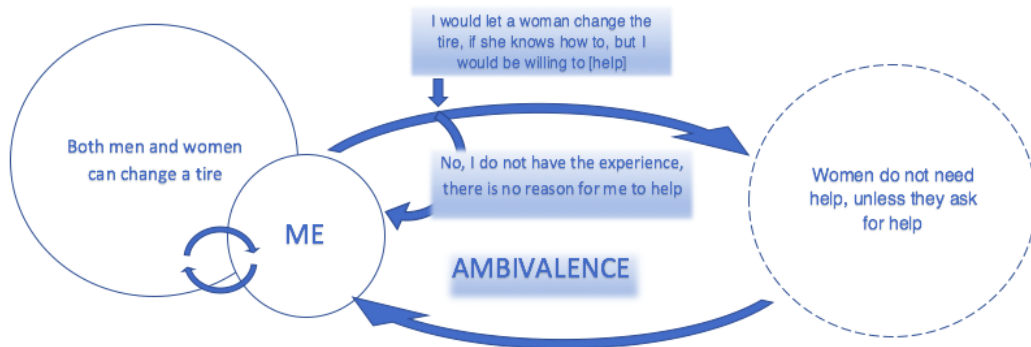 I would let a woman change the
tire, if she knows how to, but I
would be willing to [help]
Both men and women
can change a tire
No, I do not have the experience,
there is no reason for me to help
Women do not need
help, unless they ask
for help
ME
AMBIVALENCE